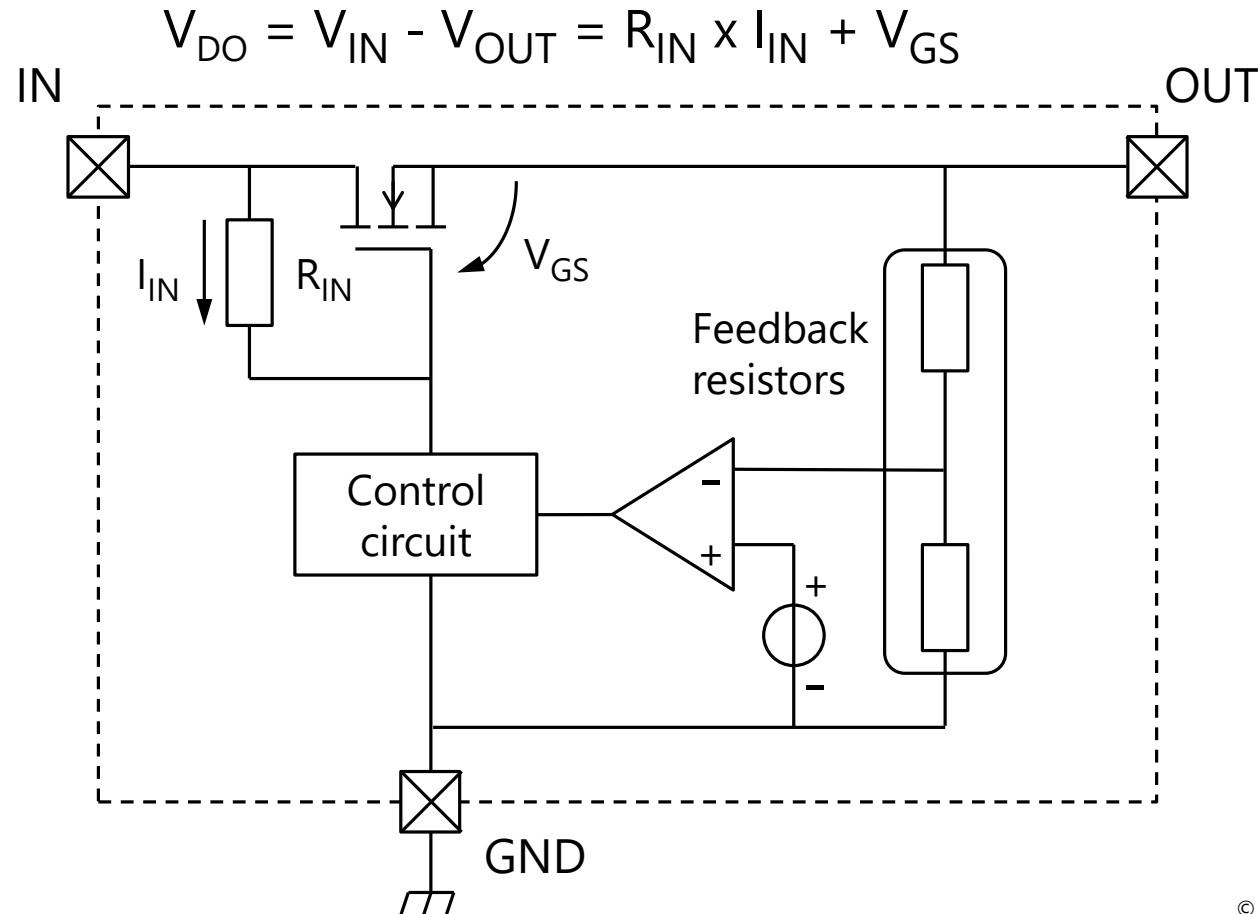 V_DO = V_IN - V_OUT = R_IN x I_IN + V_GS
IN
OUT
I_IN
R_IN
V_GS
Feedback
resistors
Control
circuit
-
+
+
-
GND
©